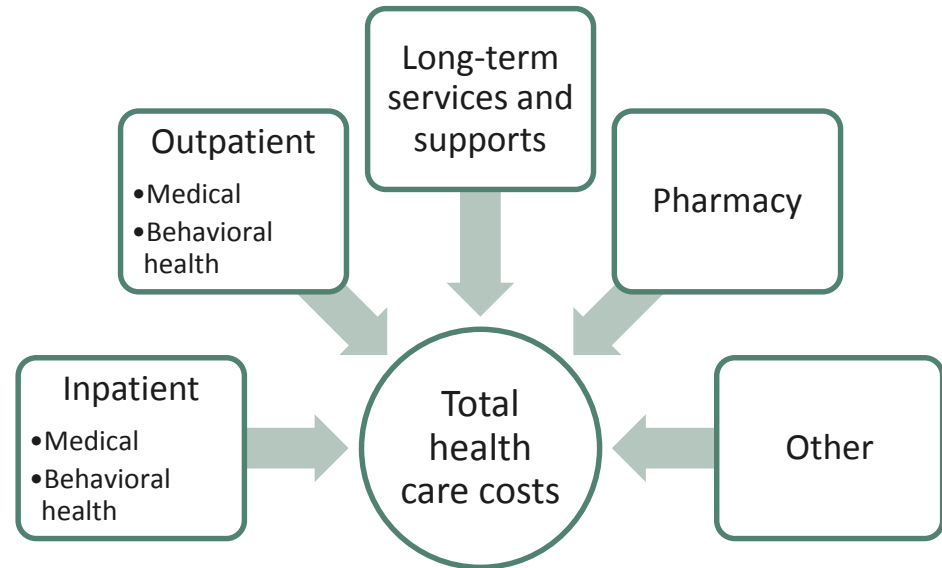 Long-term
services and
supports
Outpatient
•Medical
•Behavioral
health
Pharmacy
Inpatient
•Medical
•Behavioral
health
Total
health
care costs
Other